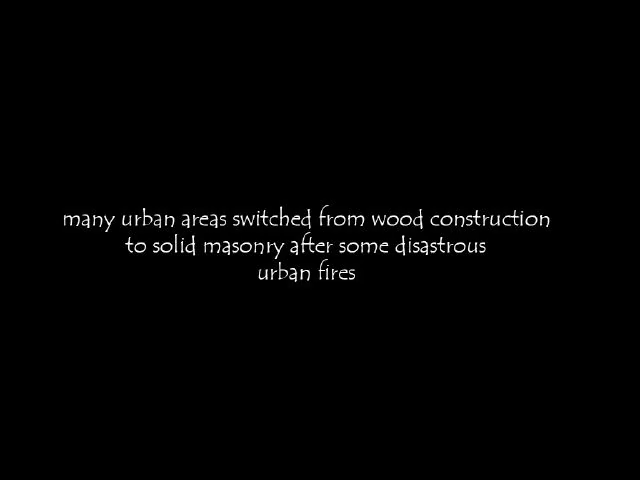 many urban areas switched from wood construction
to solid masonry after some disastrous
urban fires